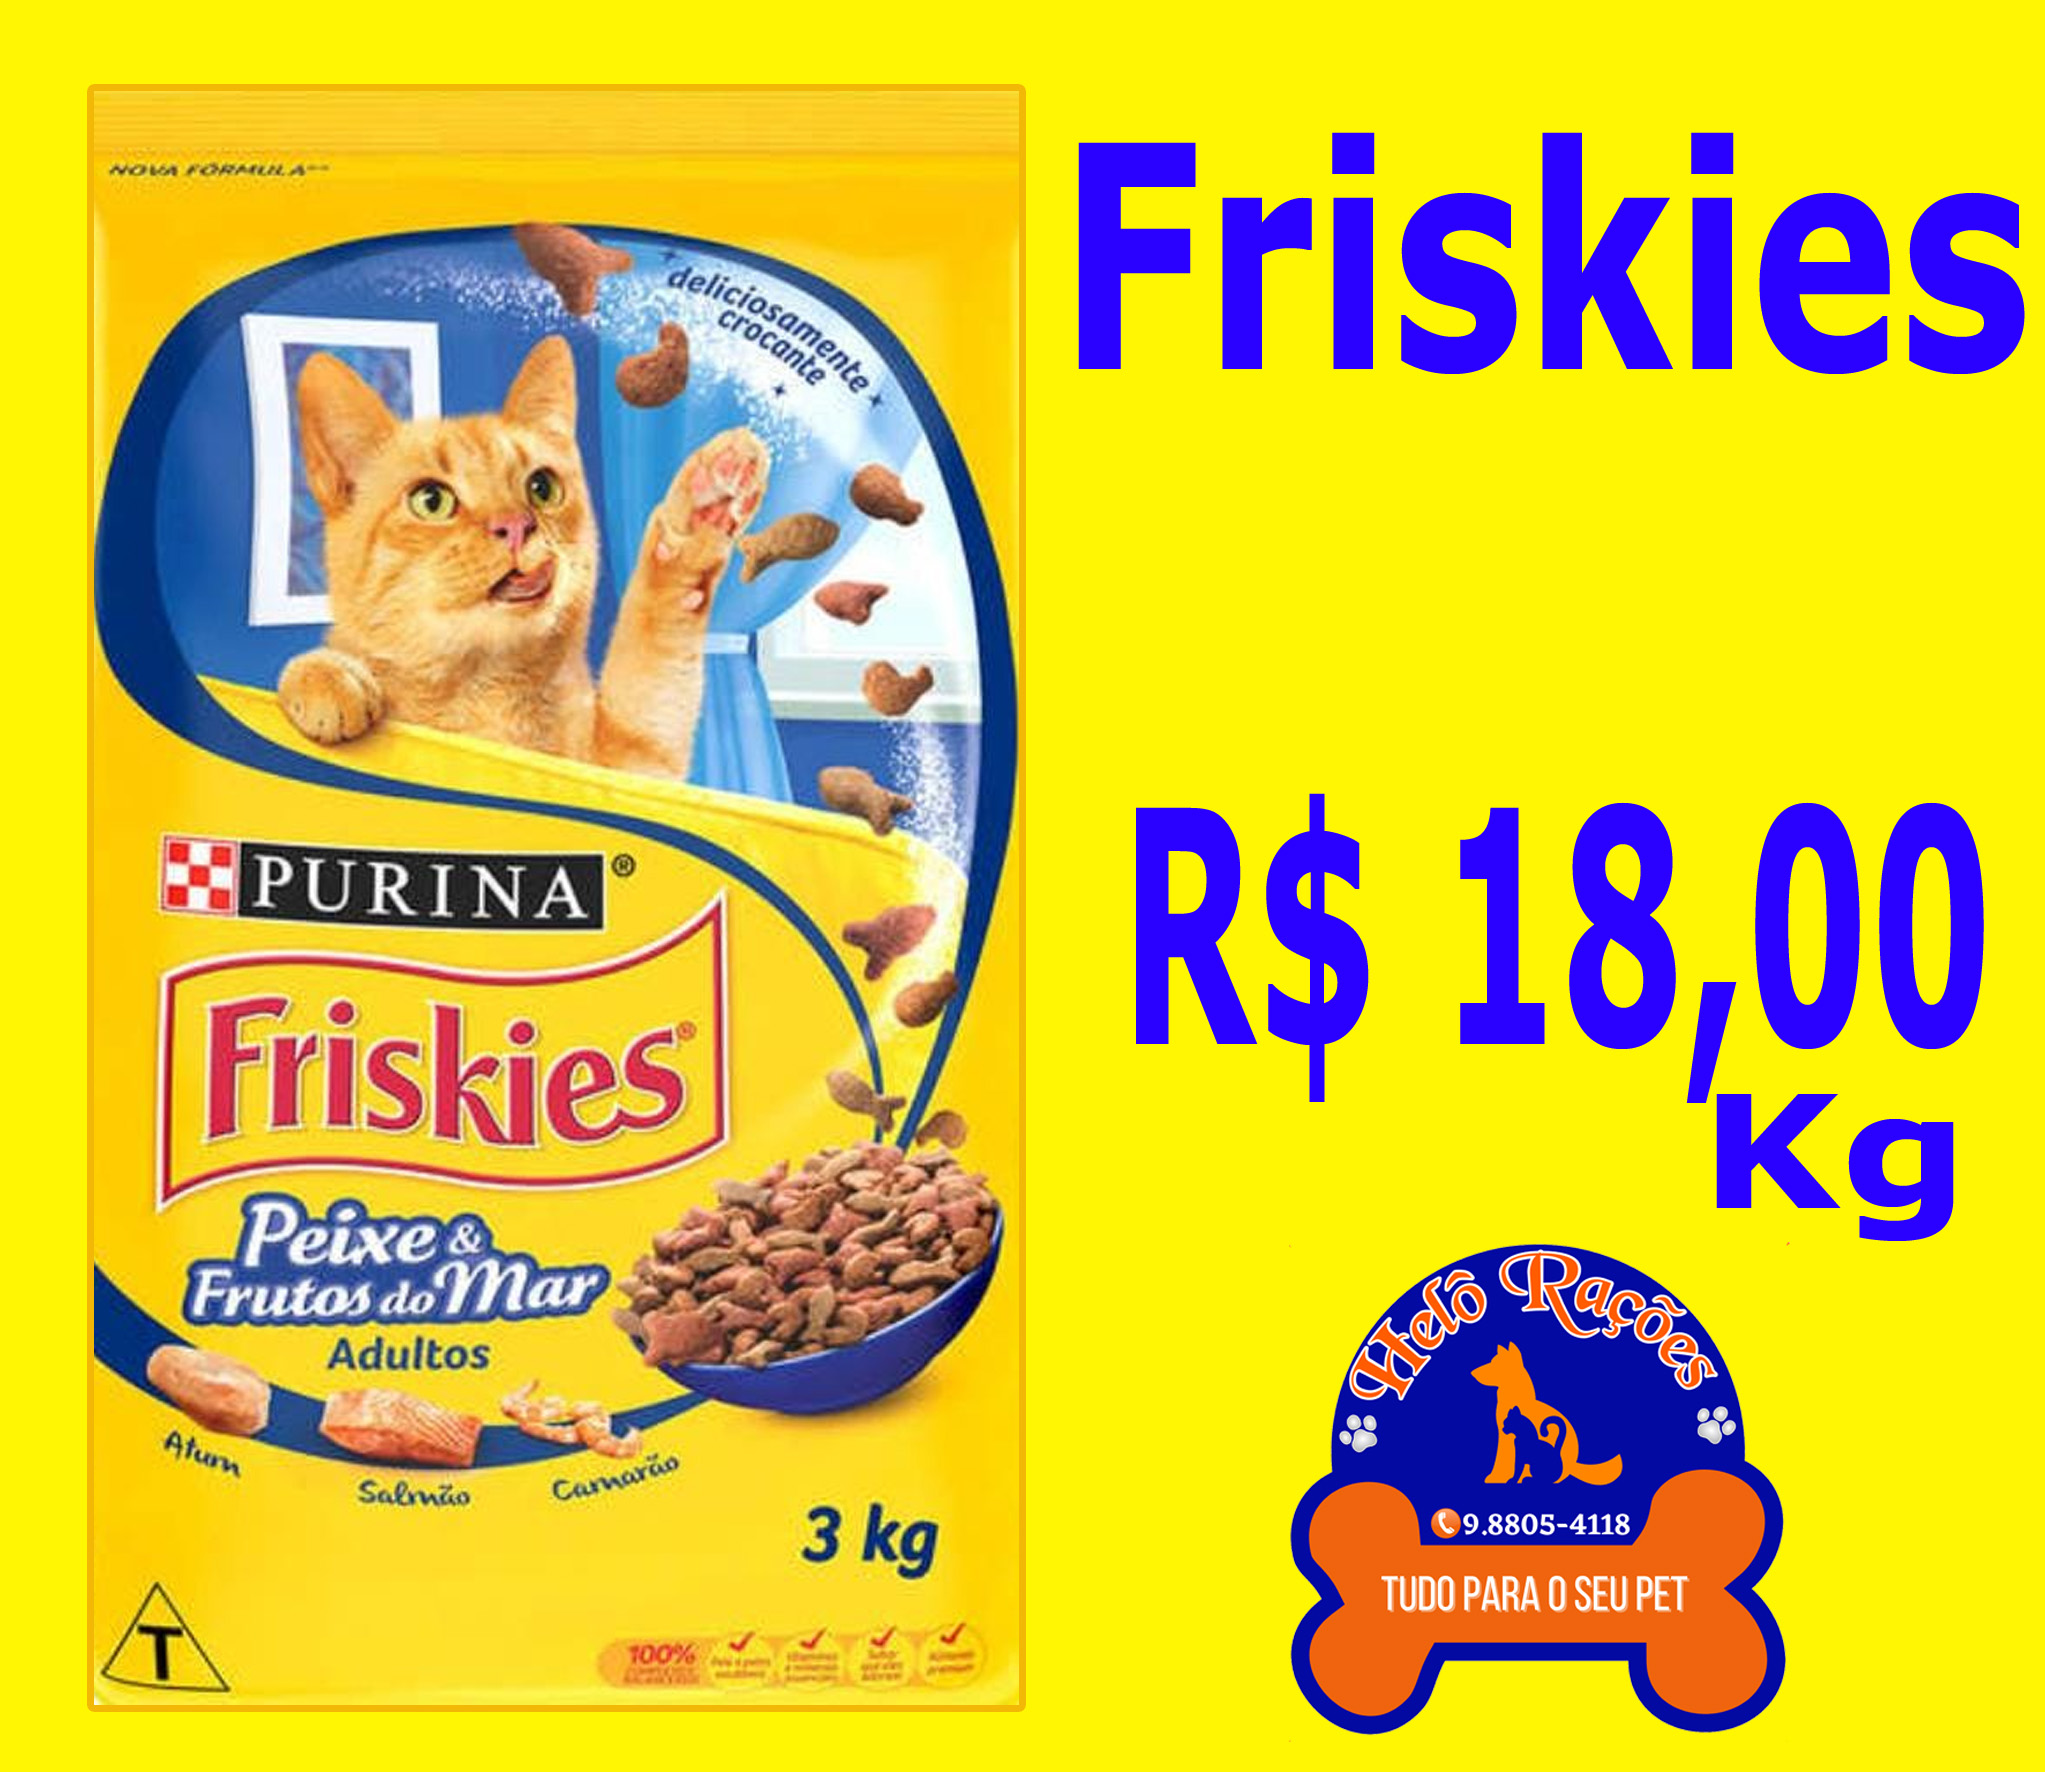 NOVA FÓRMULA
deliciosamente
crocante
PURINA®
Friskies®
Peixe &
Frutos do Mar
Adultos
Atum
Salmão
Camarão
3 kg
T
100%
Friskies
R$ 18,00
Kg
Helô Rações
9.8805-4118
TUDO PARA O SEU PET